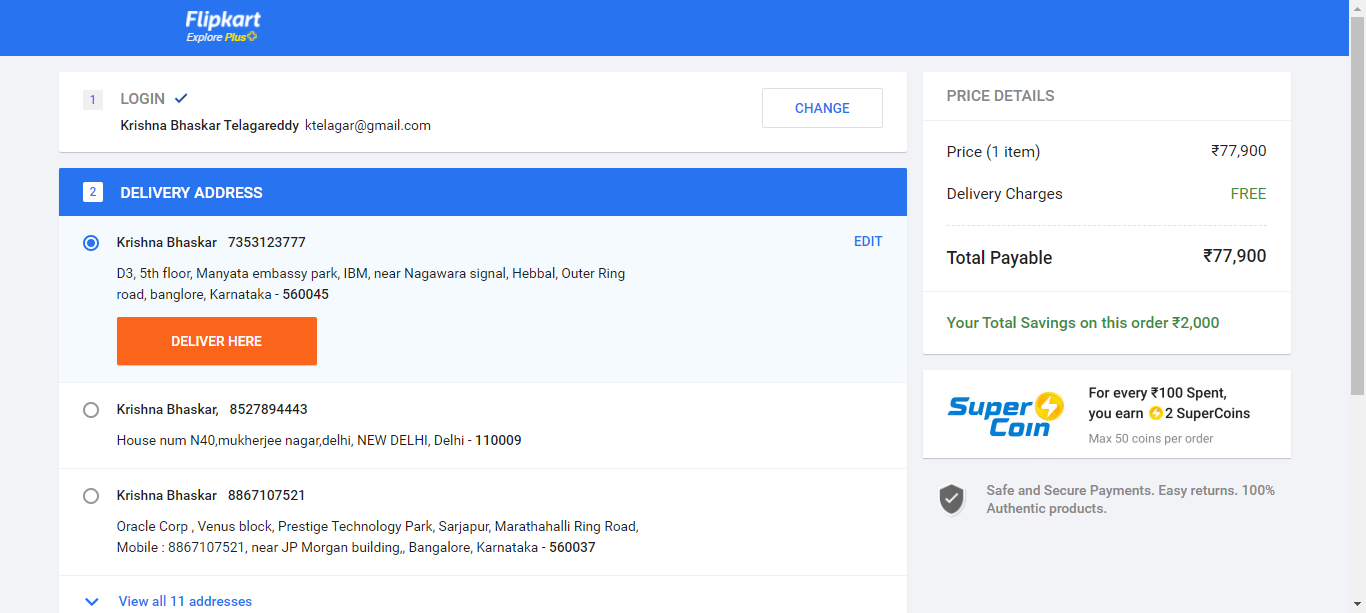 Flipkart
Explore Plus
1 LOGIN
Krishna Bhaskar Telagareddy ktelagar@gmail.com
CHANGE
2 DELIVERY ADDRESS
Krishna Bhaskar 7353123777
EDIT
D3, 5th floor, Manyata embassy park, IBM, near Nagawara signal, Hebbal, Outer Ring
road, banglore, Karnataka - 560045
DELIVER HERE
Krishna Bhaskar, 8527894443
House num N40,mukherjee nagar,delhi, NEW DELHI, Delhi - 110009
Krishna Bhaskar 8867107521
Oracle Corp , Venus block, Prestige Technology Park, Sarjapur, Marathahalli Ring Road,
Mobile : 8867107521, near JP Morgan building,, Bangalore, Karnataka - 560037
View all 11 addresses
PRICE DETAILS
Price (1 item) ₹77,900
Delivery Charges FREE
Total Payable ₹77,900
Your Total Savings on this order ₹2,000
Super
Coin
For every ₹100 Spent,
you earn 2 SuperCoins
Max 50 coins per order
Safe and Secure Payments. Easy returns. 100%
Authentic products.